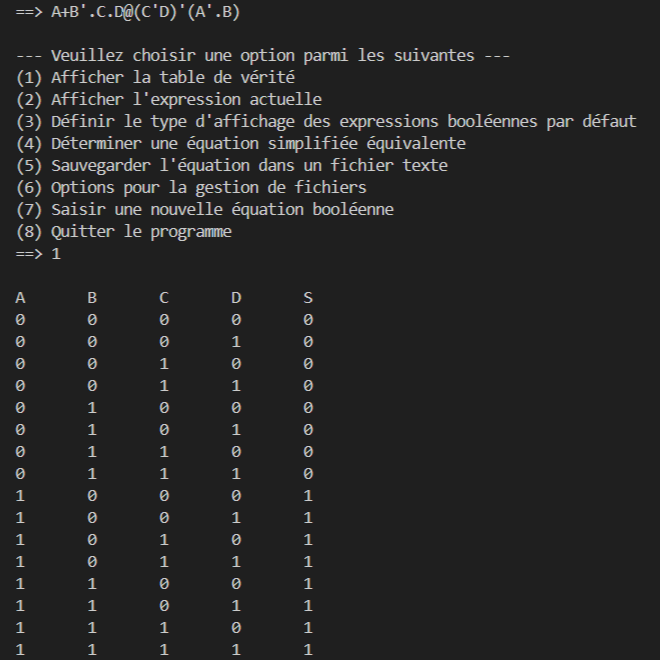 ==> A+B'.C.D@(C'D)'(A'.B)
--- Veuillez choisir une option parmi les suivantes ---
(1) Afficher la table de vérité
(2) Afficher l'expression actuelle
(3) Définir le type d'affichage des expressions booléennes par défaut
(4) Déterminer une équation simplifiée équivalente
(5) Sauvegarder l'équation dans un fichier texte
(6) Options pour la gestion de fichiers
(7) Saisir une nouvelle équation booléenne
(8) Quitter le programme
==> 1
A B C D S
0 0 0 0 0
0 0 0 1 0
0 0 1 0 0
0 0 1 1 0
0 1 0 0 0
0 1 0 1 0
0 1 1 0 0
0 1 1 1 0
1 0 0 0 1
1 0 0 1 1
1 0 1 0 1
1 0 1 1 1
1 1 0 0 1
1 1 0 1 1
1 1 1 0 1
1 1 1 1 1